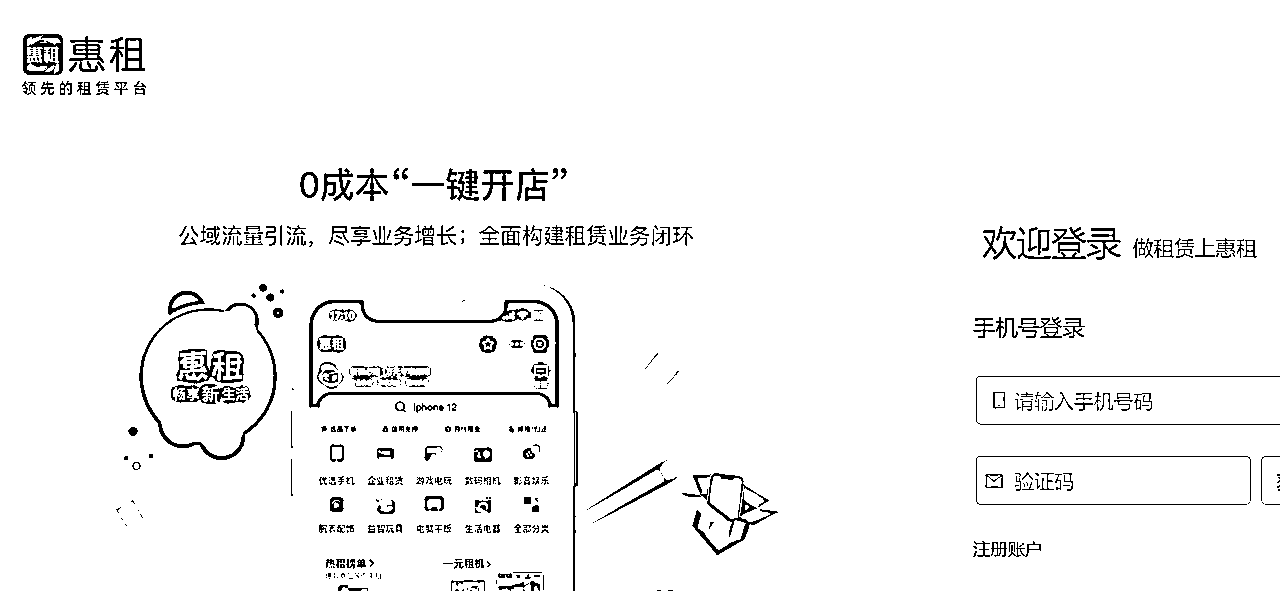 惠租
领先的租赁平台
0成本“一键开店”
公域流量引流，尽享业务增长；全面构建租赁业务闭环
欢迎登录 做租赁上惠租
手机号登录
请输入手机号码
验证码
注册账户
惠租
畅享新生活
惠租
iphone 12
优选手机 企业租赁 游戏电玩 数码相机 影音娱乐
腕表配饰 益智玩具 电脑平板 生活电器 全部分类
热租榜单 一元租机